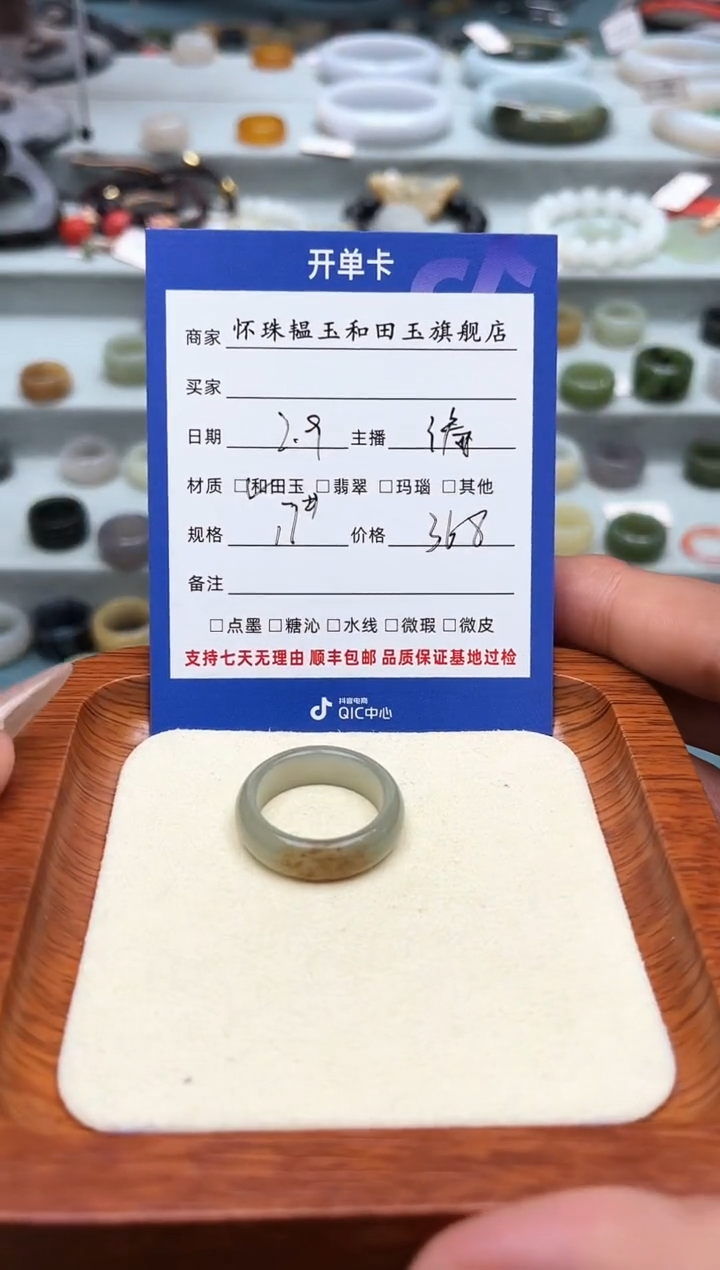 开单卡
商家 怀珠韫玉和田玉旗舰店
买家
日期 2.9 主播
材质 □和田玉 □翡翠 □玛瑙 □其他
规格 17# 价格 368
备注
□点墨 □糖沁 □水线 □微瑕 □微皮
支持七天无理由 顺丰包邮 品质保证基地过检
抖音电商
QIC中心